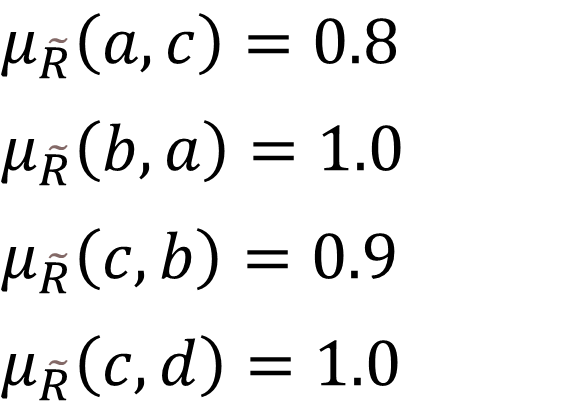 μ_R̃(a, c) = 0.8
μ_R̃(b, a) = 1.0
μ_R̃(c, b) = 0.9
μ_R̃(c, d) = 1.0